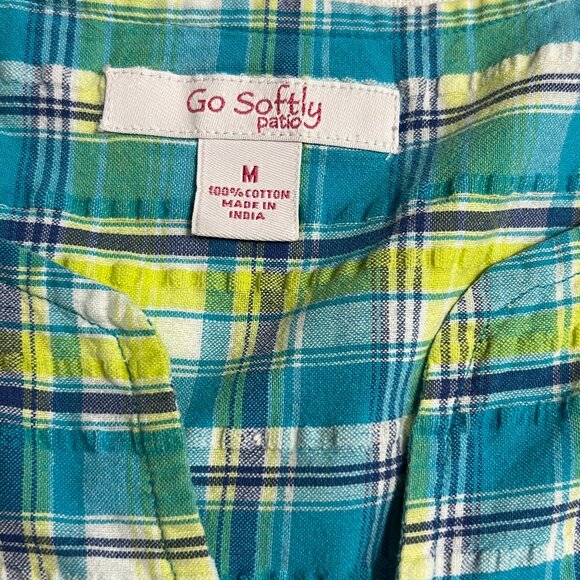 Go Softly
patio
M
100% COTTON
MADE IN
INDIA